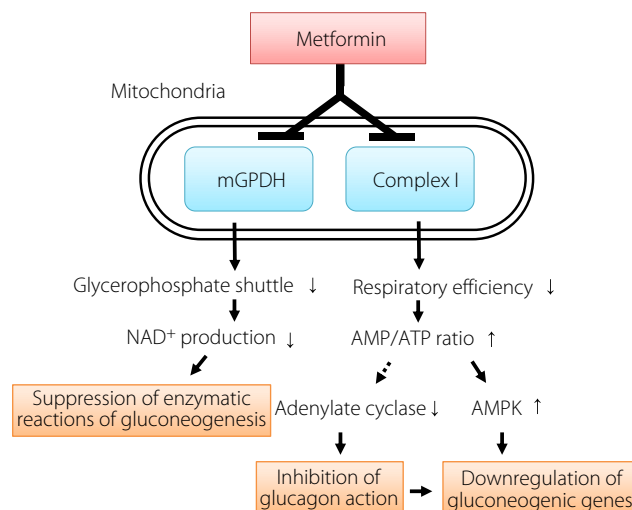 Metformin
Mitochondria
mGPDH
Complex I
Glycerophosphate shuttle ↓
Respiratory efficiency ↓
NAD⁺ production ↓
AMP/ATP ratio ↑
Suppression of enzymatic
reactions of gluconeogenesis
Adenylate cyclase ↓
AMPK ↑
Inhibition of
glucagon action
Downregulation of
gluconeogenic genes